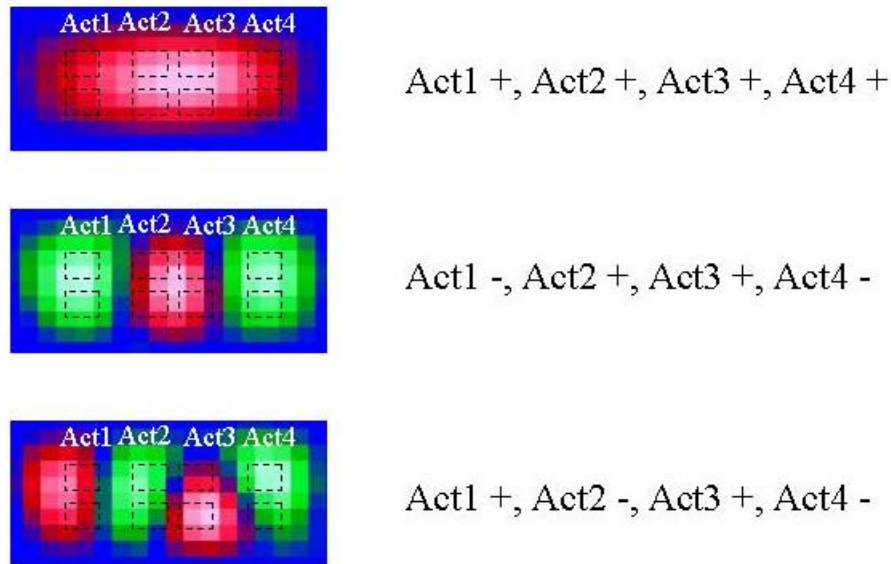 Act1 Act2 Act3 Act4
Act1 +, Act2 +, Act3 +, Act4 +
Act1 Act2 Act3 Act4
Act1 -, Act2 +, Act3 +, Act4 -
Act1 Act2 Act3 Act4
Act1 +, Act2 -, Act3 +, Act4 -